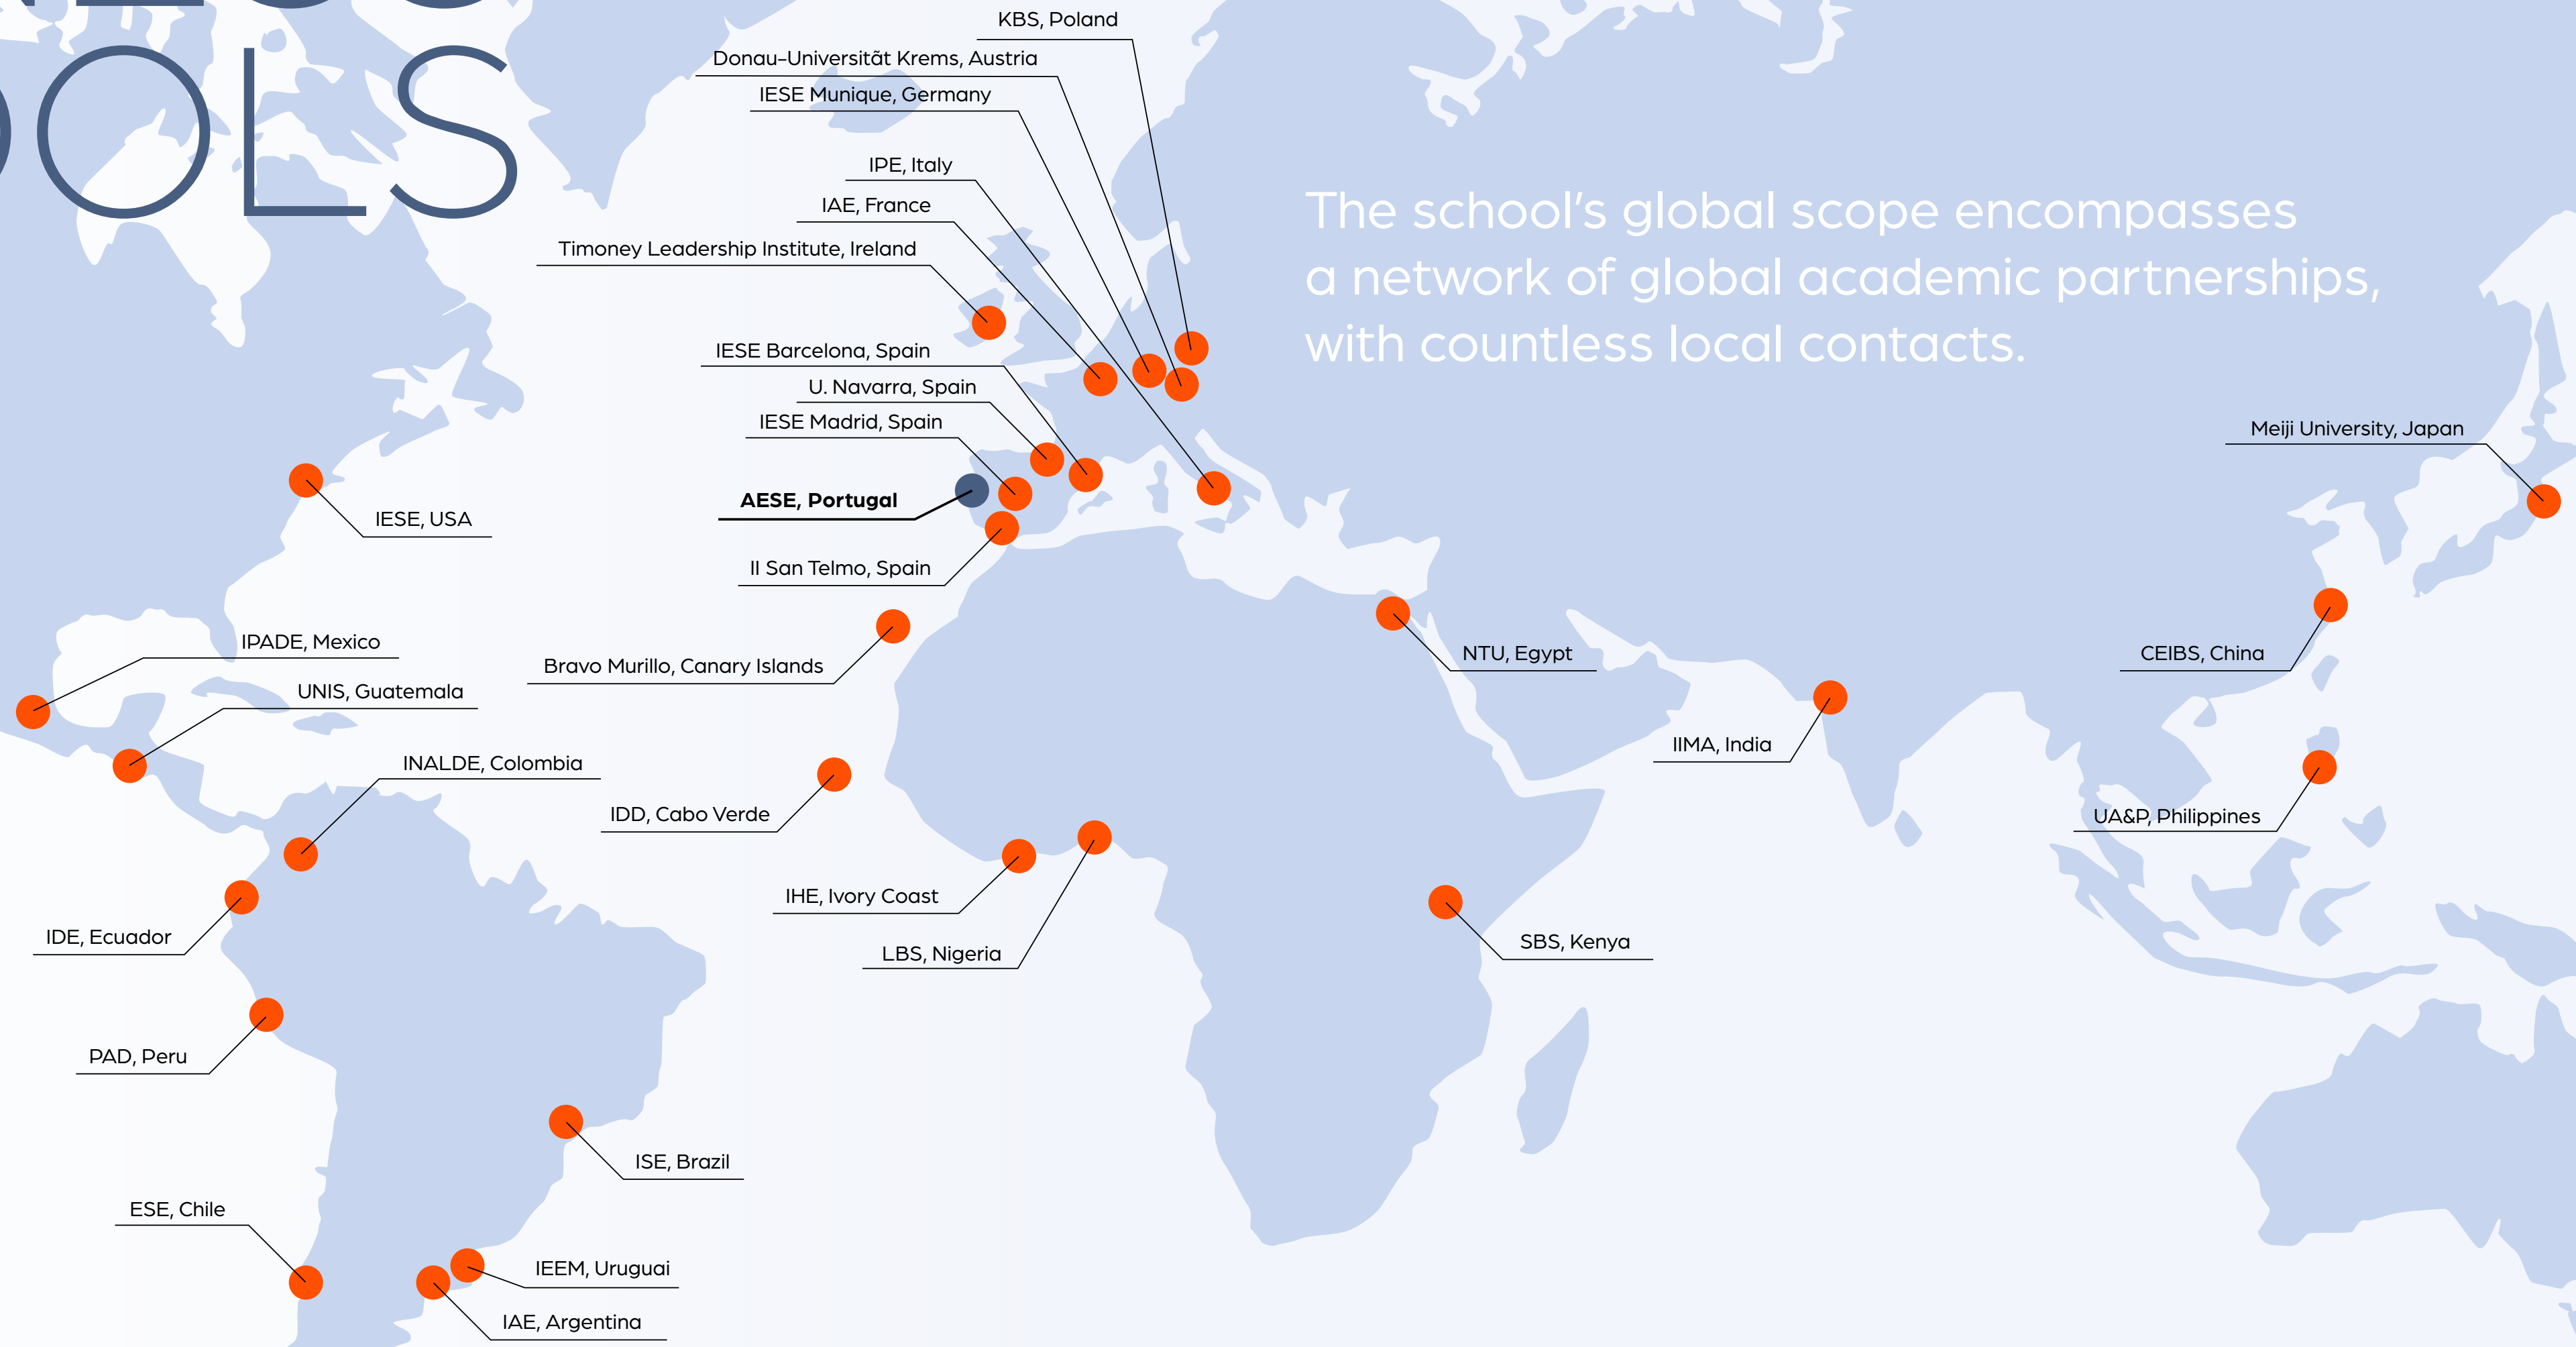 OLS
KBS, Poland
Donau-Universitãt Krems, Austria
IESE Munique, Germany
IPE, Italy
IAE, France
Timoney Leadership Institute, Ireland
The school's global scope encompasses
a network of global academic partnerships,
with countless local contacts.
IESE Barcelona, Spain
U. Navarra, Spain
IESE Madrid, Spain
AESE, Portugal
II San Telmo, Spain
Meiji University, Japan
IESE, USA
IPADE, Mexico
UNIS, Guatemala
Bravo Murillo, Canary Islands
NTU, Egypt
CEIBS, China
IIMA, India
INALDE, Colombia
IDD, Cabo Verde
UA&P, Philippines
IHE, Ivory Coast
LBS, Nigeria
SBS, Kenya
IDE, Ecuador
PAD, Peru
ISE, Brazil
ESE, Chile
IEEM, Uruguai
IAE, Argentina